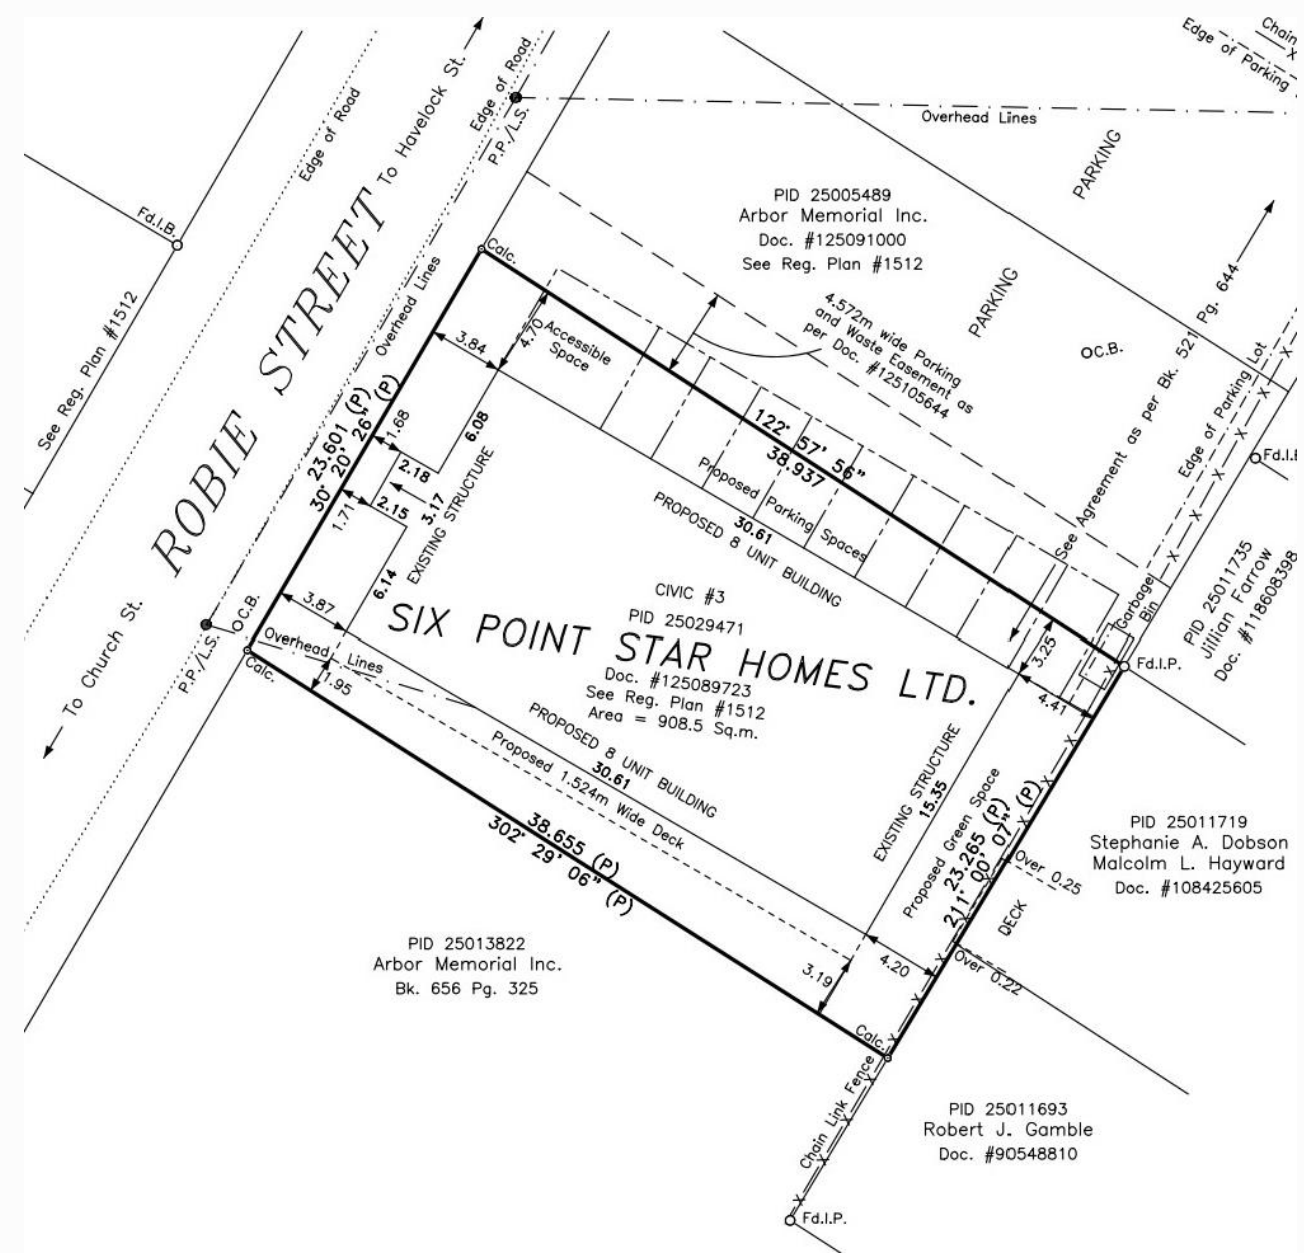 Chain
X
Edge of Parking
To Havelock St.
Edge of Road
Edge of Road
P.P./L.S.
Overhead Lines
PARKING
Fd.I.B.
PID 25005489
Arbor Memorial Inc.
Doc. #125091000
See Reg. Plan #1512
Calc.
Overhead Lines
PARKING
4.572m wide Parking
and Waste Easement as
per Doc. #125105644
OC.B.
See Agreement as per Bk. 521 Pg. 644
Edge of Parking Lot
See Reg. Plan #1512
ROBIE STREET
3.84
4.70
Accessible
Space
23.601 (P)
30° 20' 26" (P)
1.68
2.18
6.08
122° 57' 56"
38.937
Fd.I.B
1.71
2.15
3.17
EXISTING STRUCTURE
6.14
Proposed Parking Spaces
30.61
PROPOSED 8 UNIT BUILDING
CIVIC #3
PID 25029471
SIX POINT STAR HOMES LTD.
Doc. #125089723
See Reg. Plan #1512
Area = 908.5 Sq.m.
3.87
C.B.
P.P./L.S.
To Church St.
Calc.
Overhead Lines
1.95
3.25
4.41
Garbage
Bin
Fd.I.P.
PID 25011735
Jillian Farrow
Doc. #118608398
PROPOSED 8 UNIT BUILDING
30.61
Proposed 1.524m Wide Deck
38.655 (P)
302° 29' 06" (P)
EXISTING STRUCTURE
15.35
Proposed Green Space
23.265 (P)
211° 00' 07" (P)
Over 0.25
DECK
Over 0.22
PID 25011719
Stephanie A. Dobson
Malcolm L. Hayward
Doc. #108425605
PID 25013822
Arbor Memorial Inc.
Bk. 656 Pg. 325
3.19
4.20
Calc.
Chain Link Fence
PID 25011693
Robert J. Gamble
Doc. #90548810
Fd.I.P.